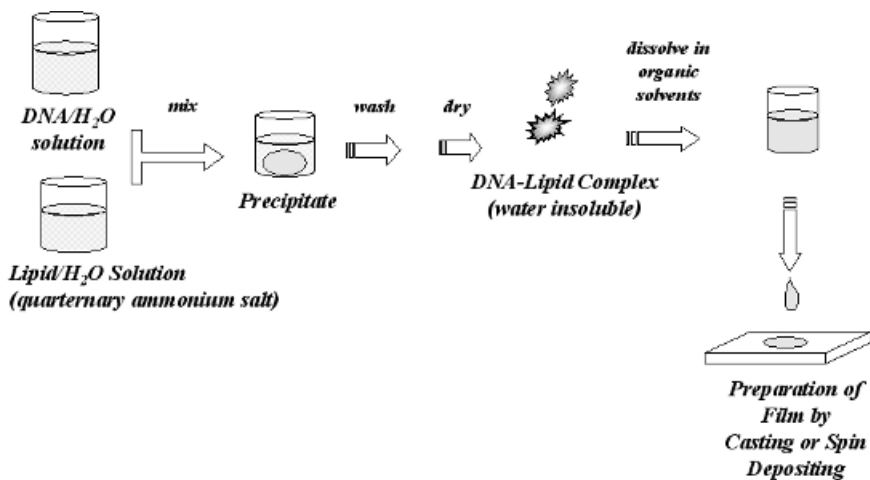 DNA/H₂O
solution
mix
Lipid/H₂O Solution
(quarternary ammonium salt)
Precipitate
wash
dry
DNA-Lipid Complex
(water insoluble)
dissolve in
organic
solvents
Preparation of
Film by
Casting or Spin
Depositing